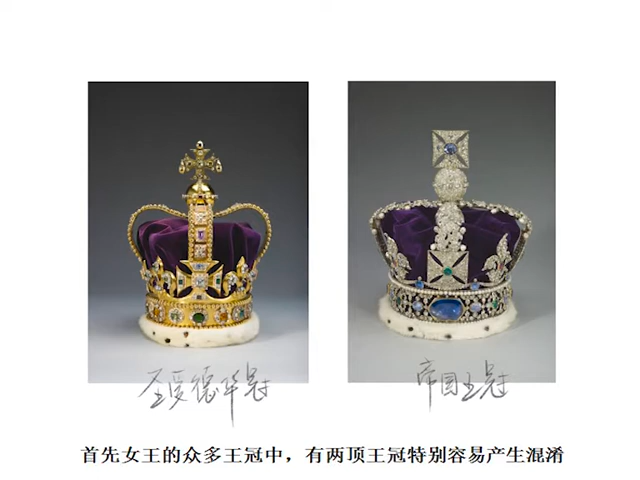 圣爱德华冠
帝国王冠
首先女王的众多王冠中，有两顶王冠特别容易产生混淆